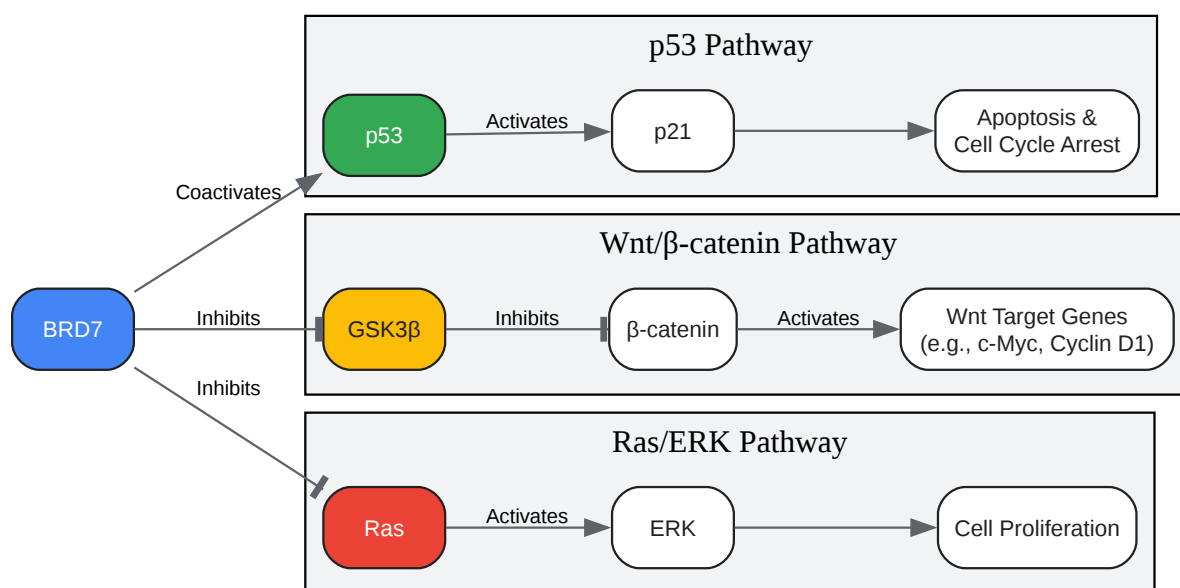 p53 Pathway
p53
Activates
p21
Apoptosis &
Cell Cycle Arrest
Coactivates
Wnt/β-catenin Pathway
BRD7
Inhibits
GSK3β
Inhibits
β-catenin
Activates
Wnt Target Genes
(e.g., c-Myc, Cyclin D1)
Inhibits
Ras/ERK Pathway
Ras
Activates
ERK
Cell Proliferation